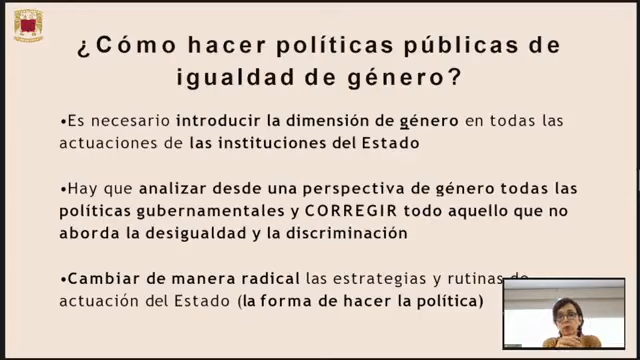 ¿Cómo hacer políticas públicas de
igualdad de género?
•Es necesario introducir la dimensión de género en todas las
actuaciones de las instituciones del Estado
•Hay que analizar desde una perspectiva de género todas las
políticas gubernamentales y CORREGIR todo aquello que no
aborda la desigualdad y la discriminación
•Cambiar de manera radical las estrategias y rutinas de
actuación del Estado (la forma de hacer la política)